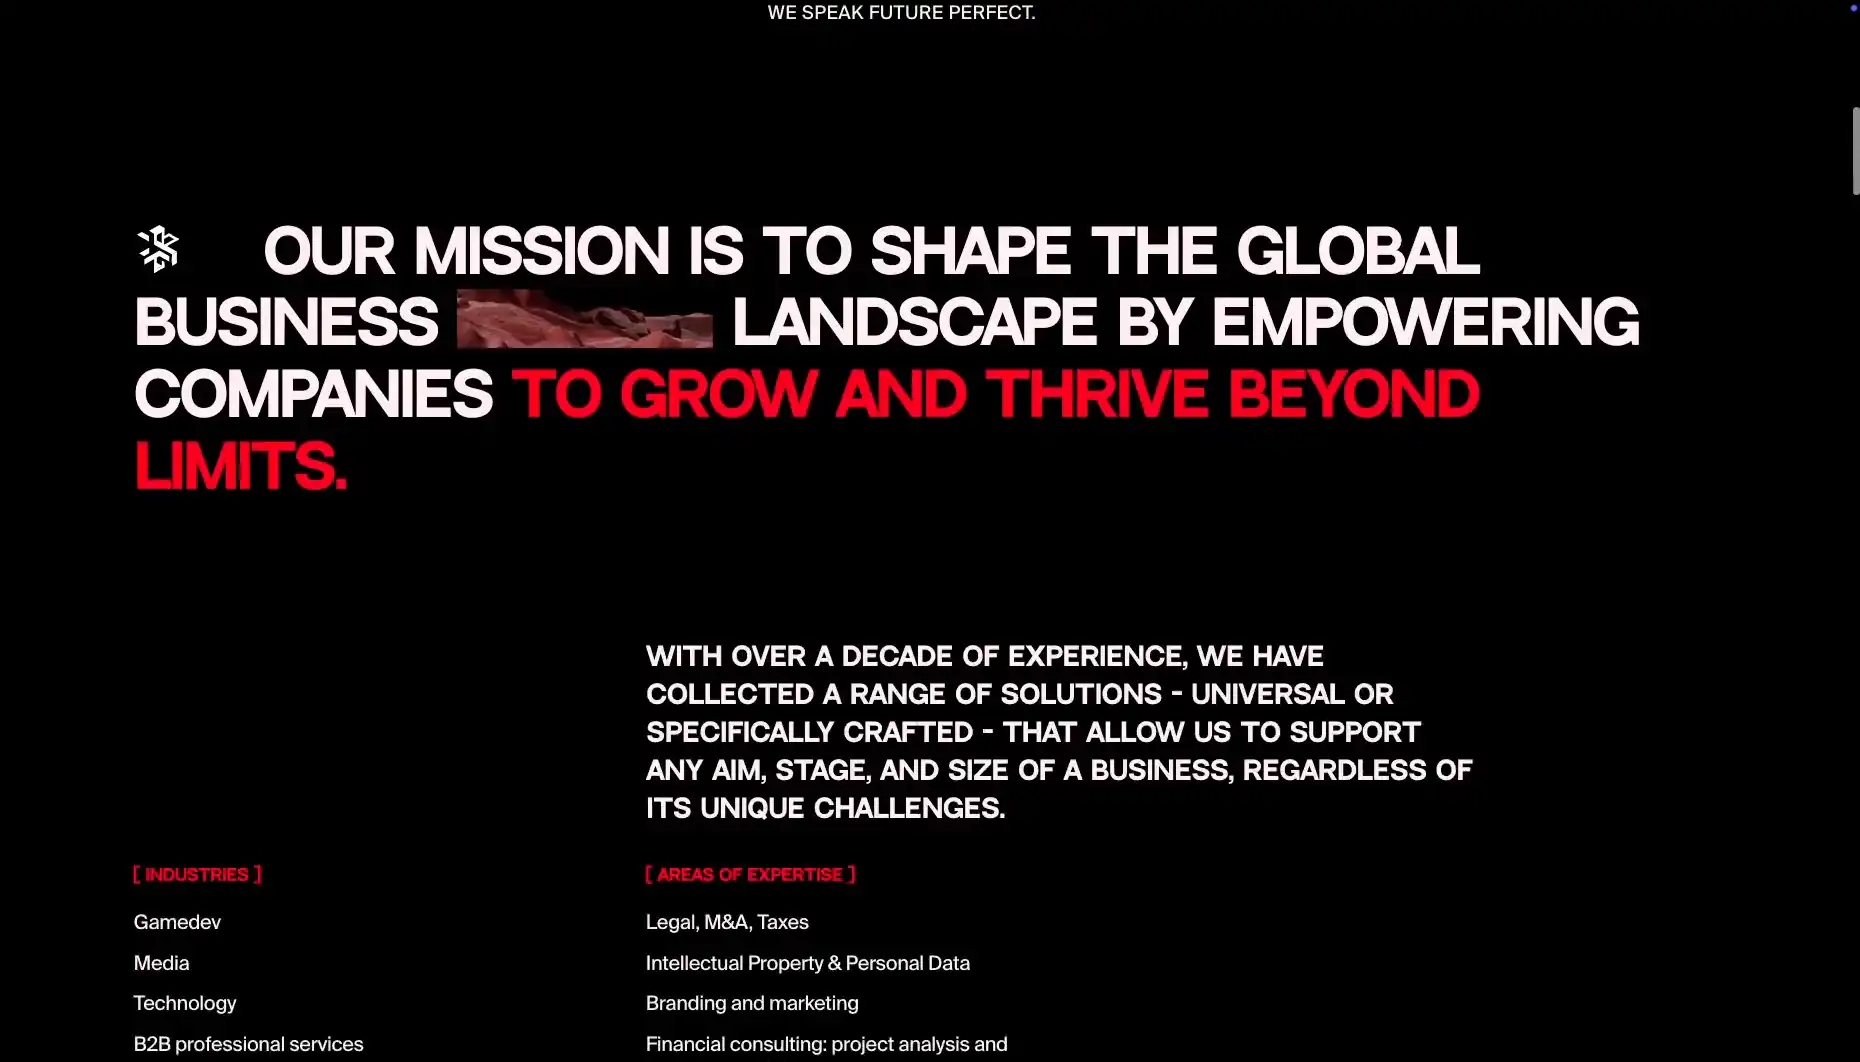 WE SPEAK FUTURE PERFECT.
OUR MISSION IS TO SHAPE THE GLOBAL
BUSINESS LANDSCAPE BY EMPOWERING
COMPANIES TO GROW AND THRIVE BEYOND
LIMITS.
WITH OVER A DECADE OF EXPERIENCE, WE HAVE
COLLECTED A RANGE OF SOLUTIONS - UNIVERSAL OR
SPECIFICALLY CRAFTED - THAT ALLOW US TO SUPPORT
ANY AIM, STAGE, AND SIZE OF A BUSINESS, REGARDLESS OF
ITS UNIQUE CHALLENGES.
[ INDUSTRIES ]
Gamedev
Media
Technology
B2B professional services
[ AREAS OF EXPERTISE ]
Legal, M&A, Taxes
Intellectual Property & Personal Data
Branding and marketing
Financial consulting: project analysis and